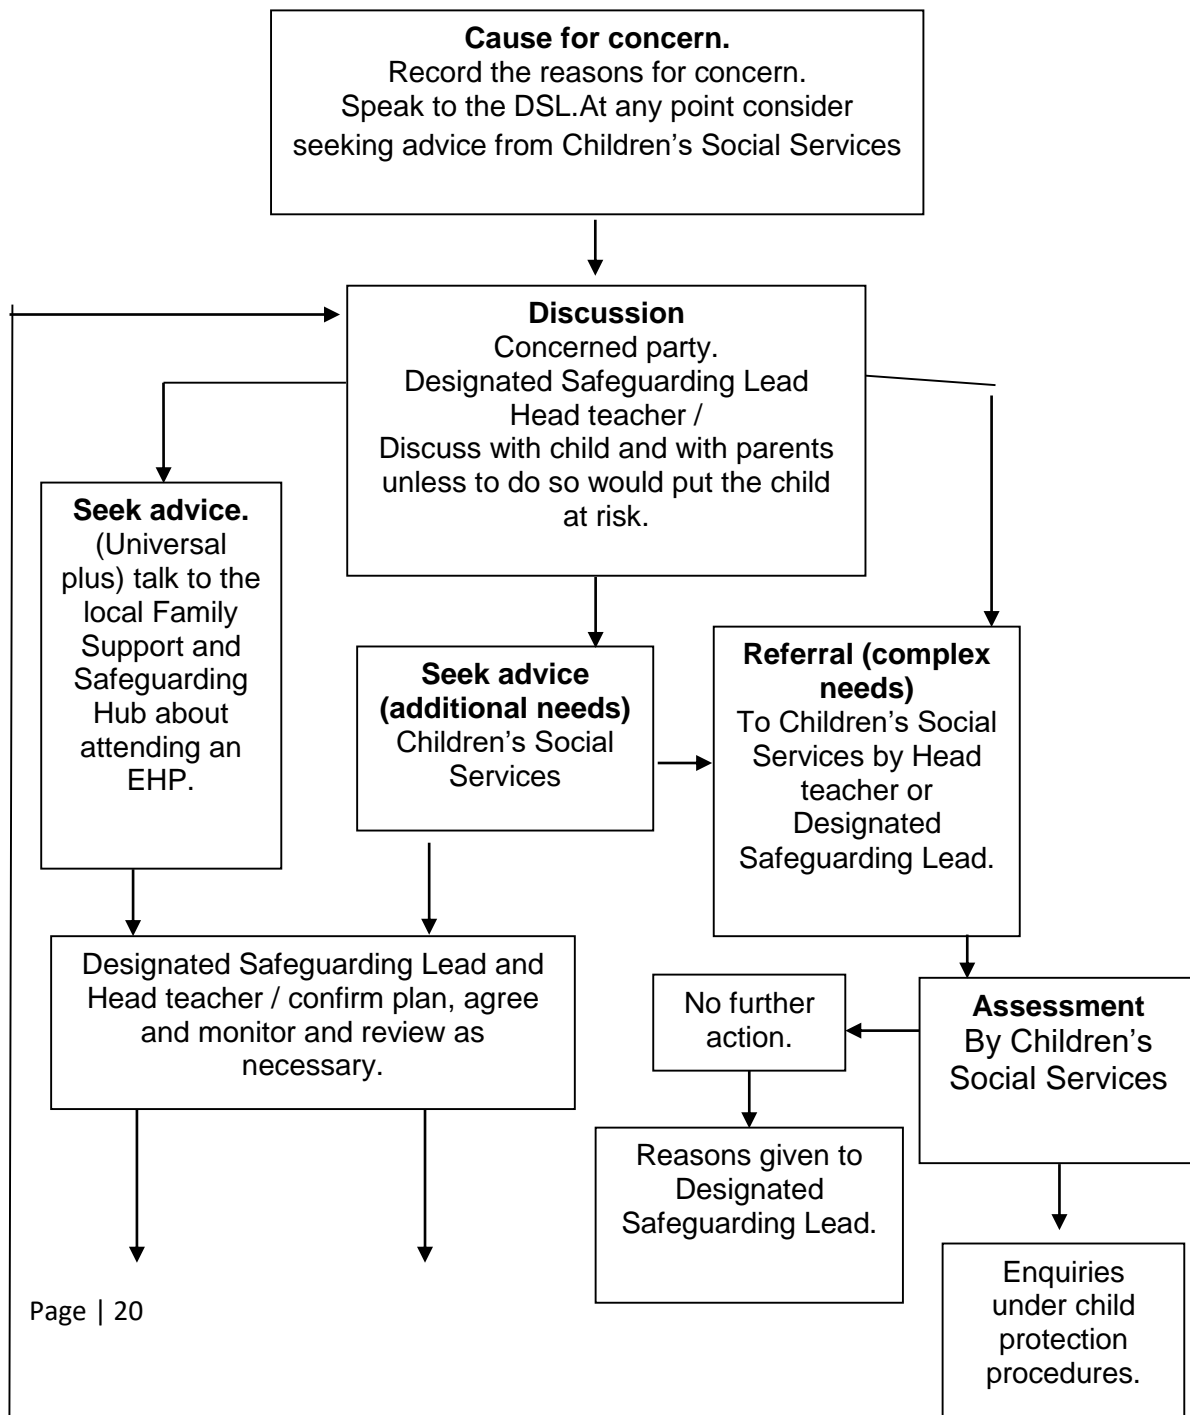 Cause for concern.
Record the reasons for concern.
Speak to the DSL.At any point consider
seeking advice from Children's Social Services
Discussion
Concerned party.
Designated Safeguarding Lead
Head teacher /
Discuss with child and with parents
unless to do so would put the child
at risk.
Seek advice.
(Universal
plus) talk to the
local Family
Support and
Safeguarding
Hub about
attending an
EHP.
Seek advice
(additional needs)
Children's Social
Services
Referral (complex
needs)
To Children's Social
Services by Head
teacher or
Designated
Safeguarding Lead.
Designated Safeguarding Lead and
Head teacher / confirm plan, agree
and monitor and review as
necessary.
No further
action.
Assessment
By Children's
Social Services
Reasons given to
Designated
Safeguarding Lead.
Enquiries
under child
protection
procedures.
Page | 20